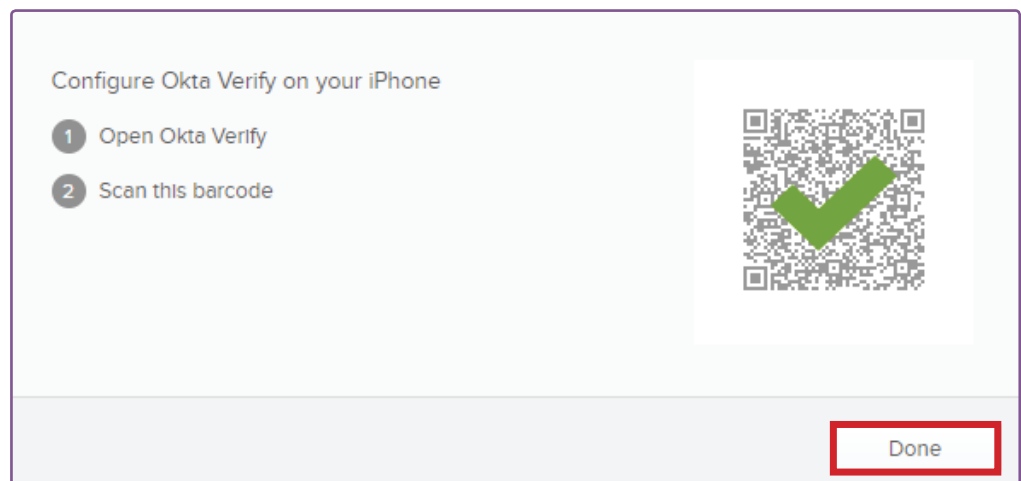 Configure Okta Verify on your iPhone
1 Open Okta Verify
2 Scan this barcode
Done